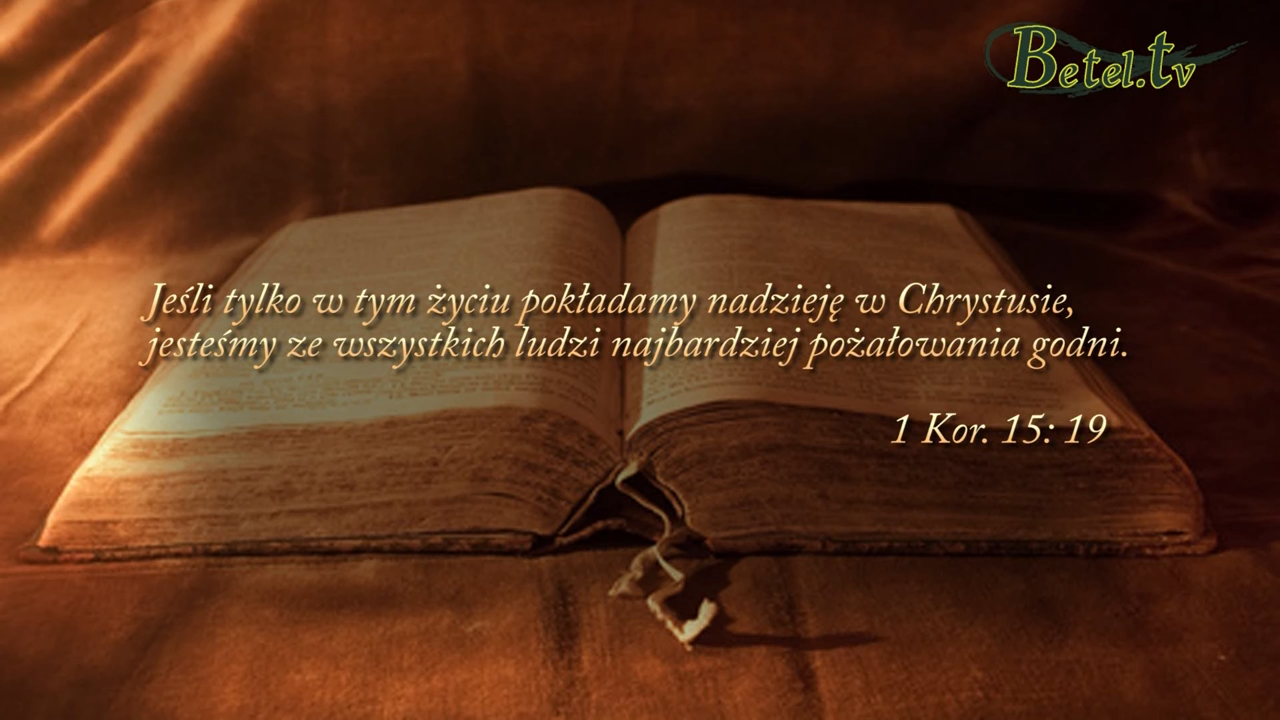 Betel.tv
Jeśli tylko w tym życiu pokładamy nadzieję w Chrystusie,
jesteśmy ze wszystkich ludzi najbardziej pożałowania godni.
1 Kor. 15: 19